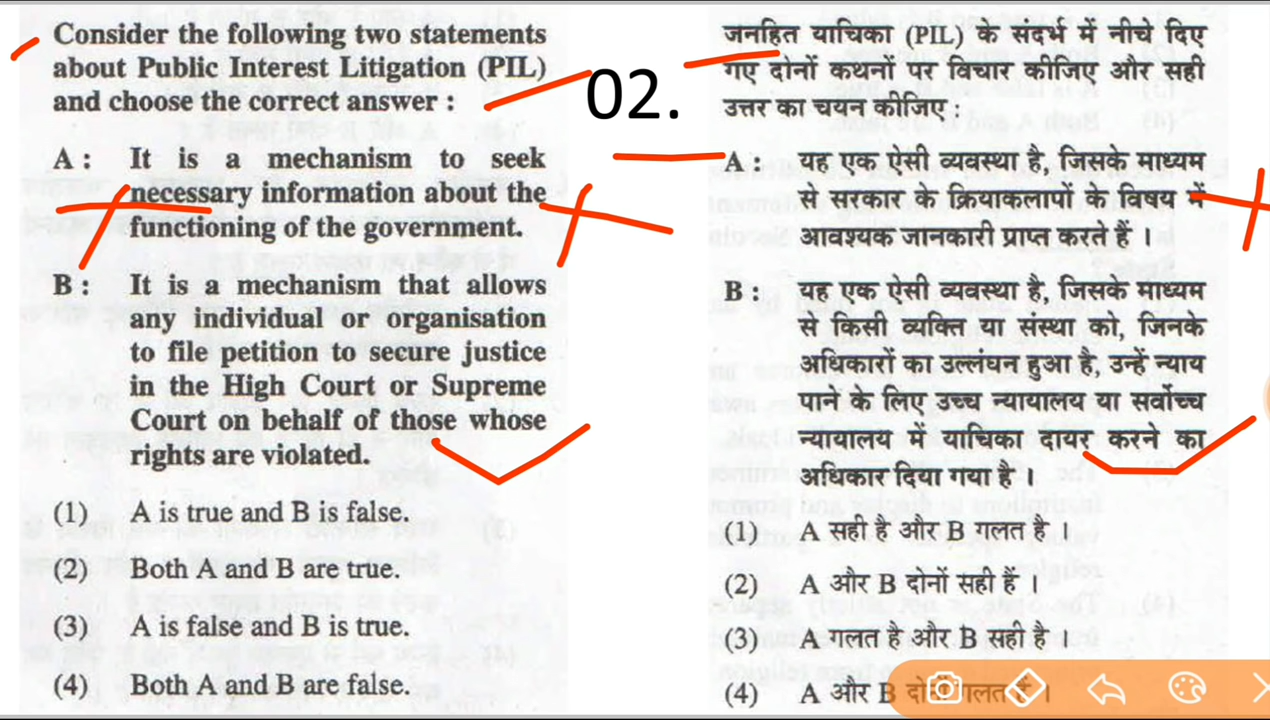 Consider the following two statements
about Public Interest Litigation (PIL)
and choose the correct answer :
A : It is a mechanism to seek
necessary information about the
functioning of the government.
B : It is a mechanism that allows
any individual or organisation
to file petition to secure justice
in the High Court or Supreme
Court on behalf of those whose
rights are violated.
(1) A is true and B is false.
(2) Both A and B are true.
(3) A is false and B is true.
(4) Both A and B are false.
02.
जनहित याचिका (PIL) के संदर्भ में नीचे दिए
गए दोनों कथनों पर विचार कीजिए और सही
उत्तर का चयन कीजिए :
A : यह एक ऐसी व्यवस्था है, जिसके माध्यम
से सरकार के क्रियाकलापों के विषय में
आवश्यक जानकारी प्राप्त करते हैं ।
B : यह एक ऐसी व्यवस्था है, जिसके माध्यम
से किसी व्यक्ति या संस्था को, जिनके
अधिकारों का उल्लंघन हुआ है, उन्हें न्याय
पाने के लिए उच्च न्यायालय या सर्वोच्च
न्यायालय में याचिका दायर करने का
अधिकार दिया गया है ।
(1) A सही है और B गलत है ।
(2) A और B दोनों सही हैं ।
(3) A गलत है और B सही है ।
(4) A और B दोनों गलत हैं ।